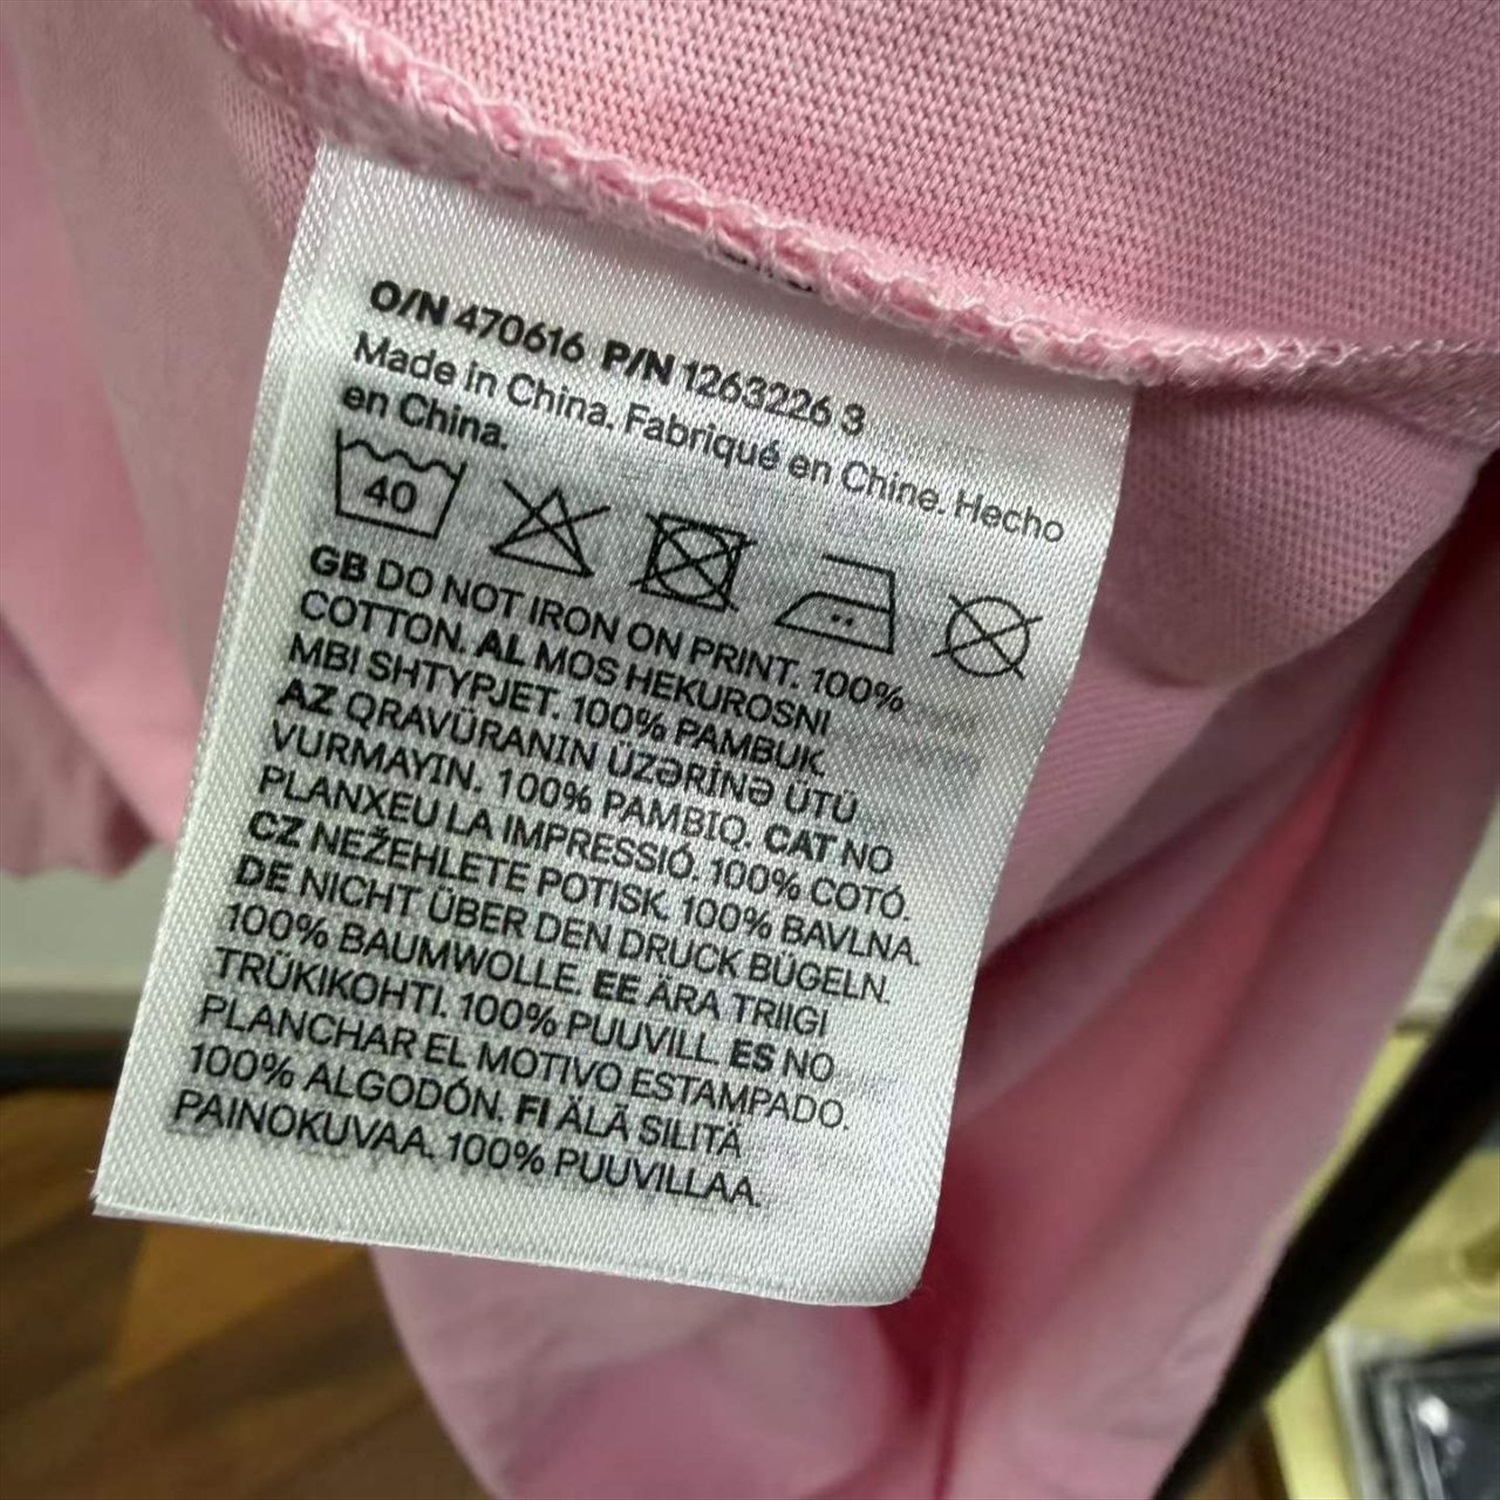 O/N 470616 P/N 1263226 3
Made in China. Fabriqué en Chine. Hecho
en China.
40
GB DO NOT IRON ON PRINT. 100%
COTTON. AL MOS HEKUROSNI
MBI SHTYPJET. 100% PAMBUK.
AZ QRAVÜRANIN ÜZƏRİNƏ ÜTÜ
VURMAYIN. 100% PAMBIQ. CAT NO
PLANXEU LA IMPRESSIÓ. 100% COTÓ.
CZ NEŽEHLETE POTISK. 100% BAVLNA.
DE NICHT ÜBER DEN DRUCK BÜGELN.
100% BAUMWOLLE. EE ÄRA TRIIGI
TRÜKIKOHTI. 100% PUUVILL. ES NO
PLANCHAR EL MOTIVO ESTAMPADO.
100% ALGODÓN. FI ÄLÄ SILITÄ
PAINOKUVAA. 100% PUUVILLAA.